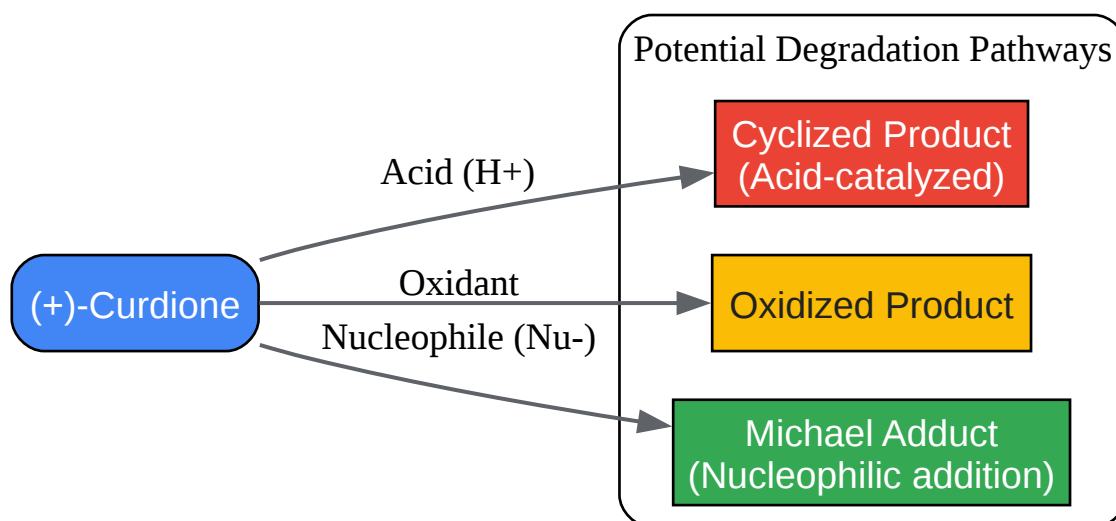 Potential Degradation Pathways
Cyclized Product
(Acid-catalyzed)
Acid (H+)
(+)-Curdione
Oxidant
Oxidized Product
Nucleophile (Nu-)
Michael Adduct
(Nucleophilic addition)